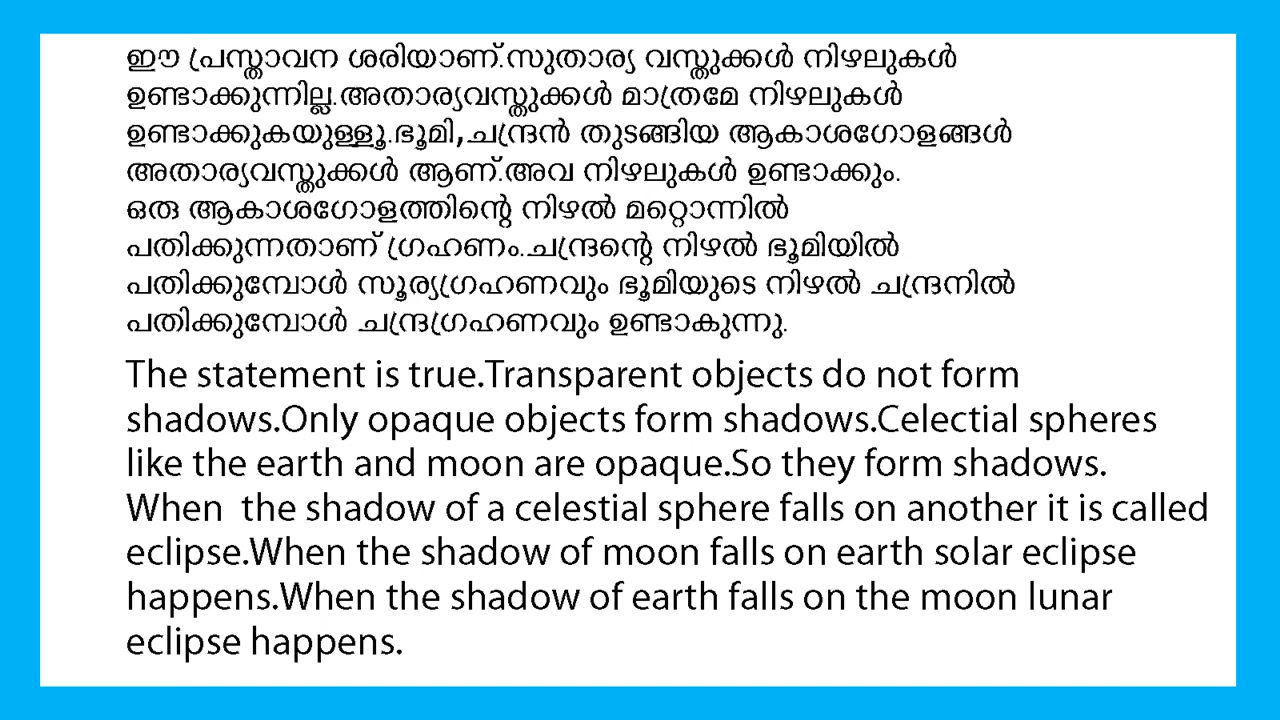 ഈ പ്രസ്താവന ശരിയാണ്.സുതാര്യ വസ്തുക്കൾ നിഴലുകൾ
ഉണ്ടാക്കുന്നില്ല.അതാര്യവസ്തുക്കൾ മാത്രമേ നിഴലുകൾ
ഉണ്ടാക്കുകയുള്ളൂ.ഭൂമി,ചന്ദ്രൻ തുടങ്ങിയ ആകാശഗോളങ്ങൾ
അതാര്യവസ്തുക്കൾ ആണ്.അവ നിഴലുകൾ ഉണ്ടാക്കും.
ഒരു ആകാശഗോളത്തിന്റെ നിഴൽ മറ്റൊന്നിൽ
പതിക്കുന്നതാണ് ഗ്രഹണം.ചന്ദ്രന്റെ നിഴൽ ഭൂമിയിൽ
പതിക്കുമ്പോൾ സൂര്യഗ്രഹണവും ഭൂമിയുടെ നിഴൽ ചന്ദ്രനിൽ
പതിക്കുമ്പോൾ ചന്ദ്രഗ്രഹണവും ഉണ്ടാകുന്നു.
The statement is true.Transparent objects do not form
shadows.Only opaque objects form shadows.Celectial spheres
like the earth and moon are opaque.So they form shadows.
When  the shadow of a celestial sphere falls on another it is called
eclipse.When the shadow of moon falls on earth solar eclipse
happens.When the shadow of earth falls on the moon lunar
eclipse happens.